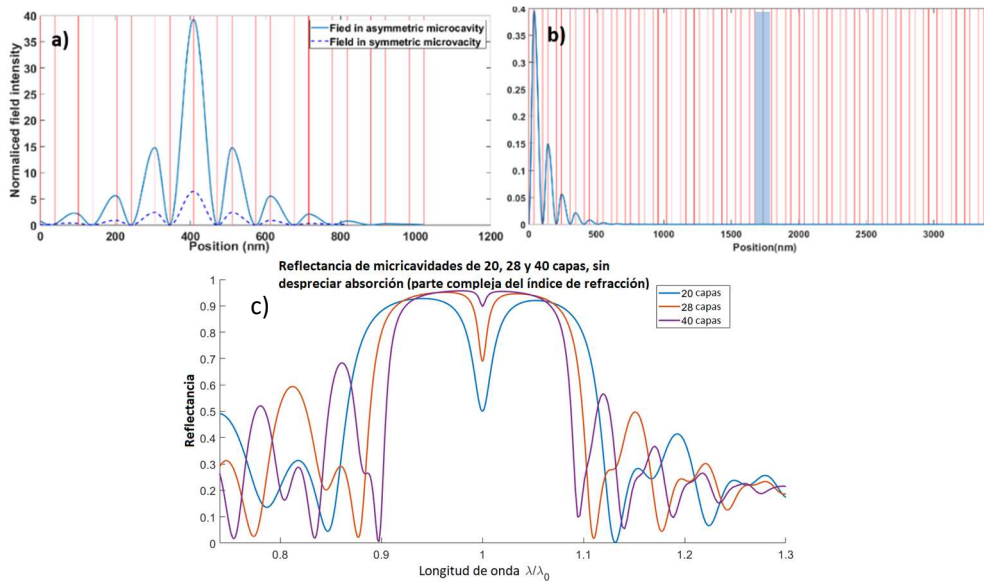 a)
Fied in asymmetric microcavity
Field in symmetric microvacity
Normaliced field intensity
40
35
30
25
20
15
10
5
0
0 200 400 600 800 1000 1200
Position (nm)
b)
0.4
0.35
0.3
0.25
0.2
0.15
0.1
0.05
0
0 500 1000 1500 2000 2500 3000
Position(nm)
Reflectancia de micricavidades de 20, 28 y 40 capas, sin
despreciar absorción (parte compleja del índice de refracción)
c)
20 capas
28 capas
40 capas
Reflectancia
1
0.9
0.8
0.7
0.6
0.5
0.4
0.3
0.2
0.1
0
0.8 0.9 1 1.1 1.2 1.3
Longitud de onda λ/λ₀